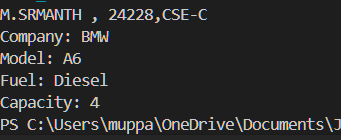 M.SRMANTH , 24228,CSE-C
Company: BMW
Model: A6
Fuel: Diesel
Capacity: 4
PS C:\Users\muppa\OneDrive\Documents\J